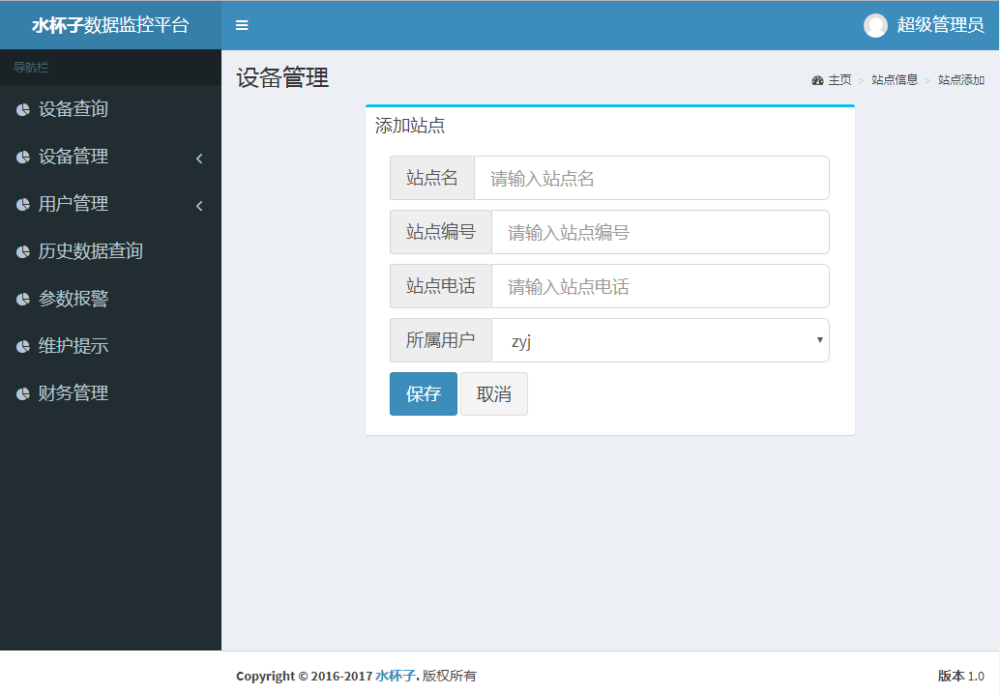 水杯子数据监控平台
超级管理员
导航栏
设备查询
设备管理
用户管理
历史数据查询
参数报警
维护提示
财务管理
设备管理
主页 > 站点信息 > 站点添加
添加站点
站点名 请输入站点名
站点编号 请输入站点编号
站点电话 请输入站点电话
所属用户 zyj
保存 取消
Copyright © 2016-2017 水杯子. 版权所有
版本 1.0